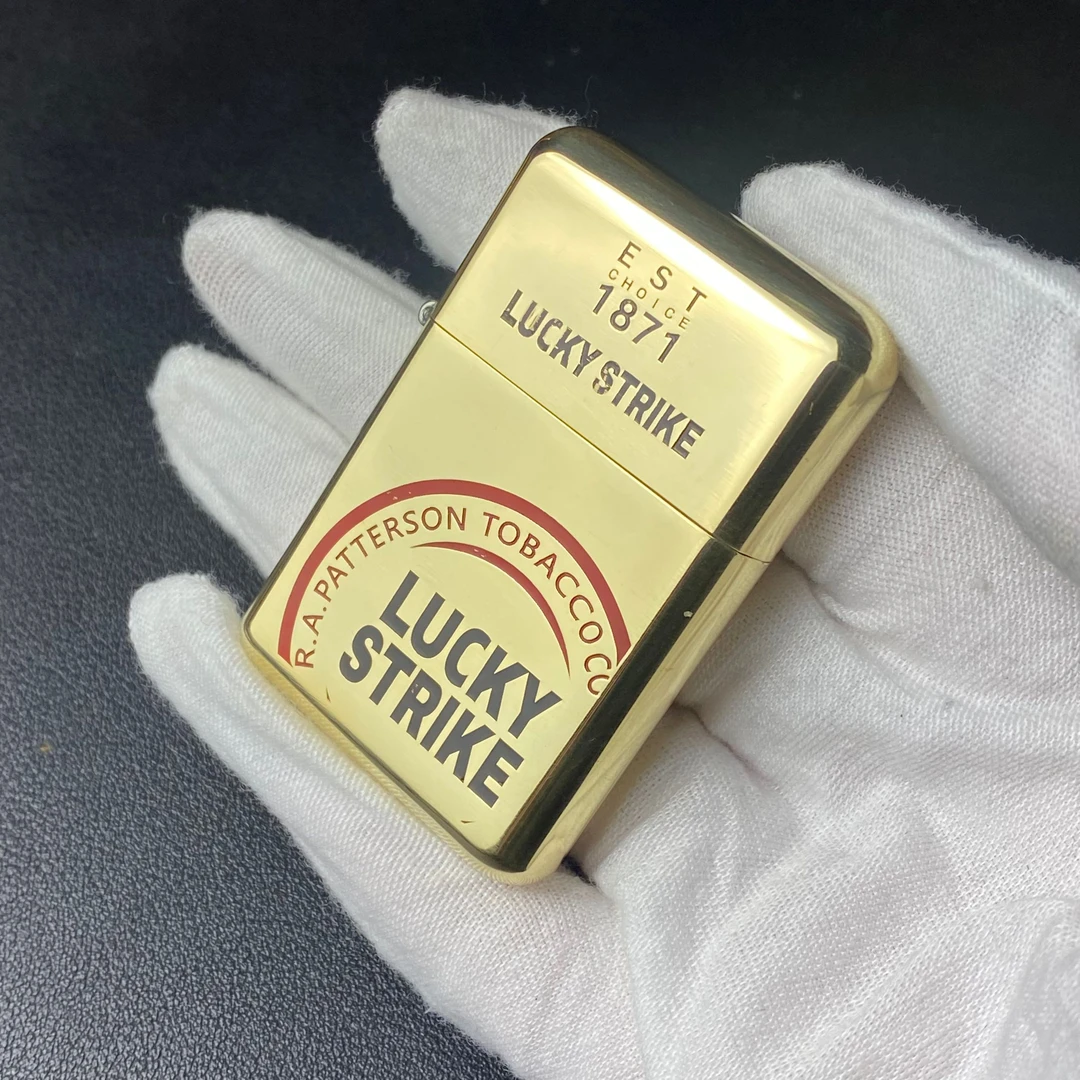 EST
CHOICE
1871
LUCKY STRIKE
R.A.PATTERSON TOBACCO CO
LUCKY
STRIKE